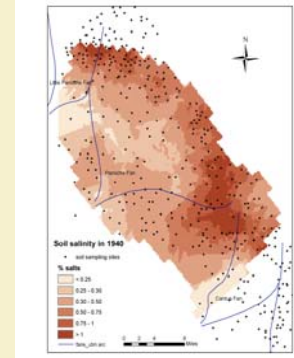 N
Little Panoche Fan
Panoche Fan
Cantua Fan
Soil salinity in 1940
soil sampling sites
% salts
< 0.25
0.25 - 0.30
0.30 - 0.50
0.50 - 0.75
0.75 - 1
> 1
Miles